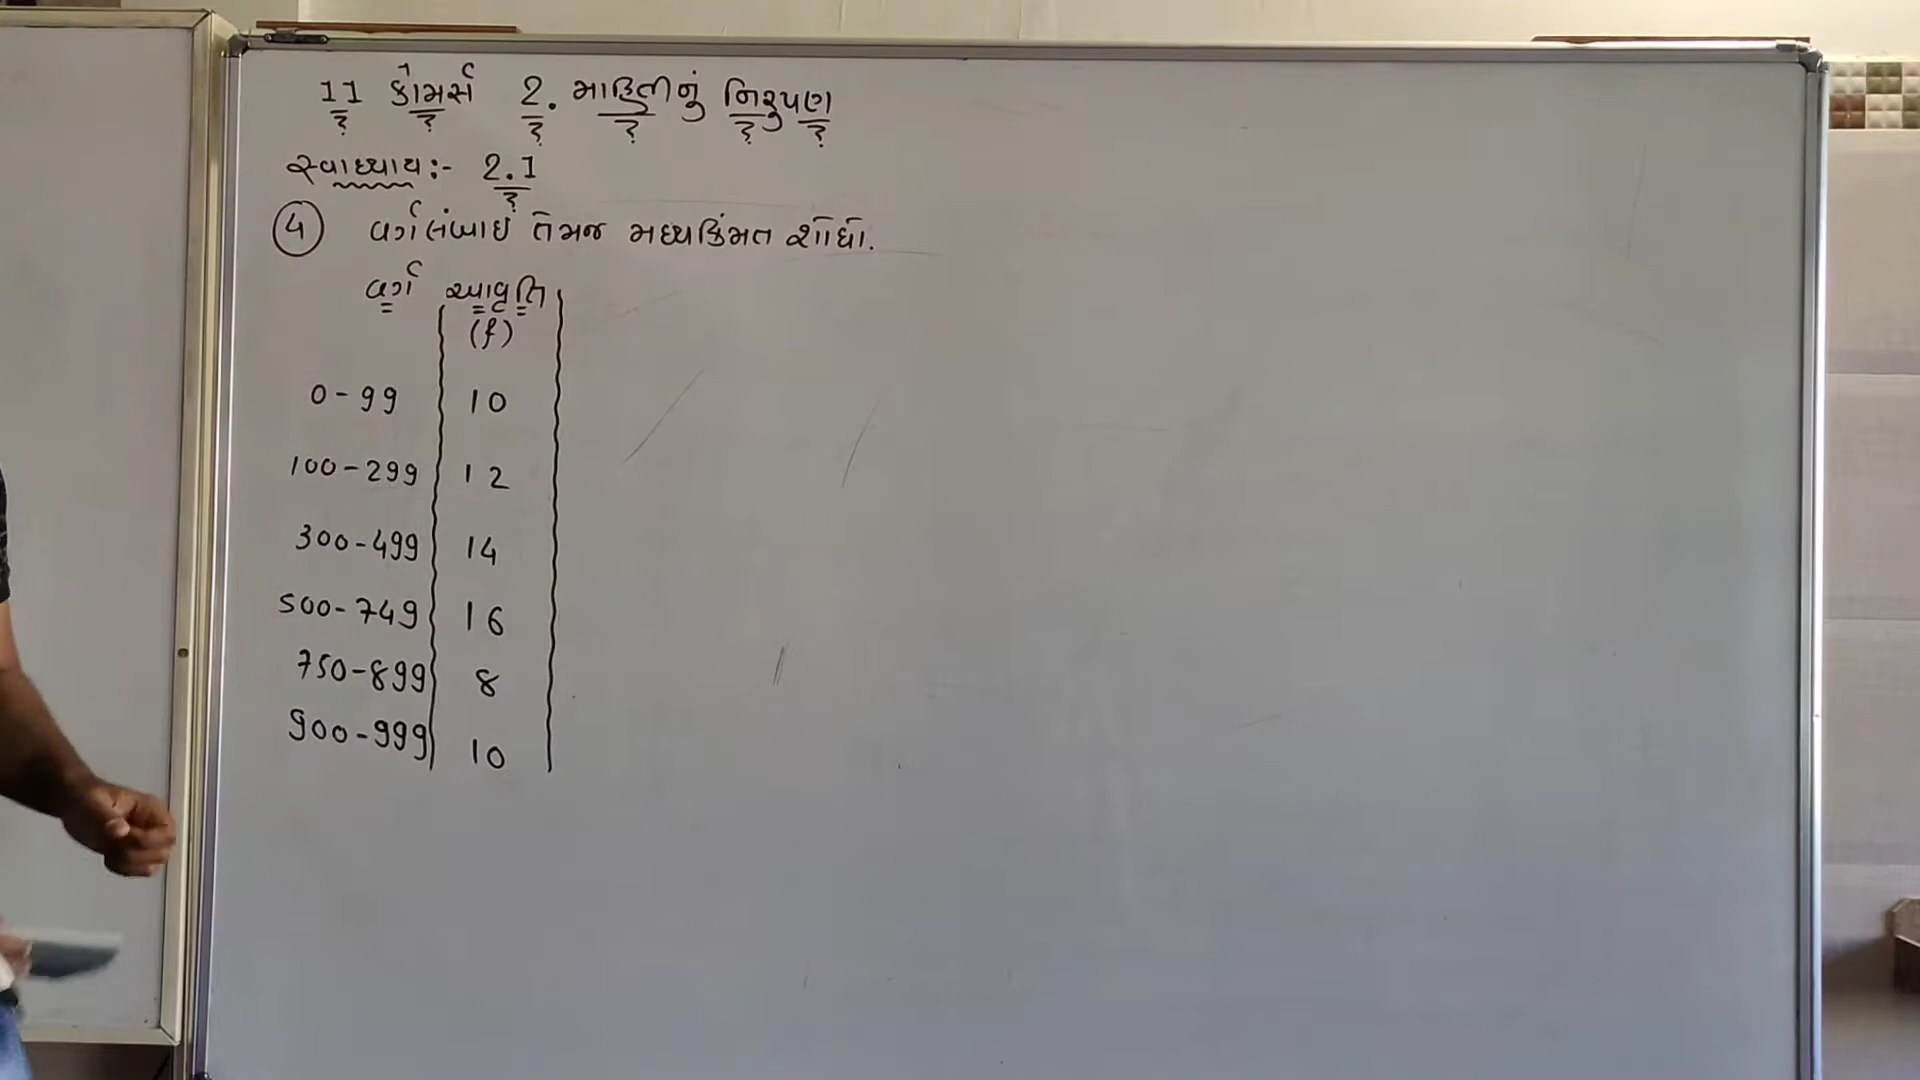 11 કોમર્સ 2. માહિતીનું નિરૂપણ
સ્વાધ્યાય:- 2.1
4 વર્ગલંબાઈ તેમજ મધ્યકિંમત શોધો.
વર્ગ આવૃતિ
(f)
0-99 10
100-299 12
300-499 14
500-749 16
750-899 8
900-999 10